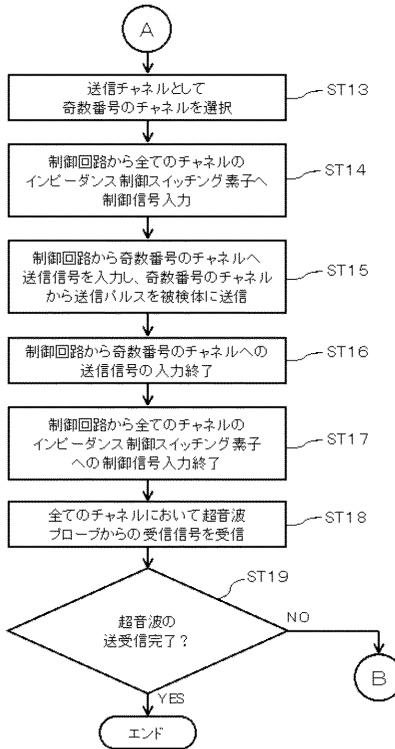 A
送信チャネルとして
奇数番号のチャネルを選択
ST13
制御回路から全てのチャネルの
インピーダンス制御スイッチング素子へ
制御信号入力
ST14
制御回路から奇数番号のチャネルへ
送信信号を入力し、奇数番号のチャネル
から送信パルスを被検体に送信
ST15
制御回路から奇数番号のチャネルへの
送信信号の入力終了
ST16
制御回路から全てのチャネルの
インピーダンス制御スイッチング素子
への制御信号入力終了
ST17
全てのチャネルにおいて超音波
プローブからの受信信号を受信
ST18
ST19
超音波の
送受信完了？
NO
B
YES
エンド